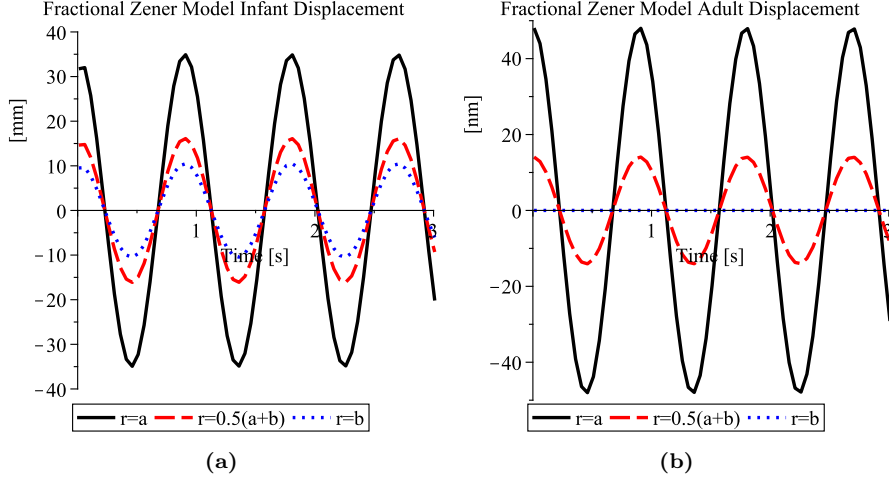 Fractional Zener Model Infant Displacement
40
30
[mm]
20
10
0
1
2
3
−10
Time [s]
−20
−30
−40
r=a r=0.5(a+b) r=b
(a)
Fractional Zener Model Adult Displacement
40
[nm]
20
0
1
2
3
Time [s]
−20
−40
r=a r=0.5(a+b) r=b
(b)